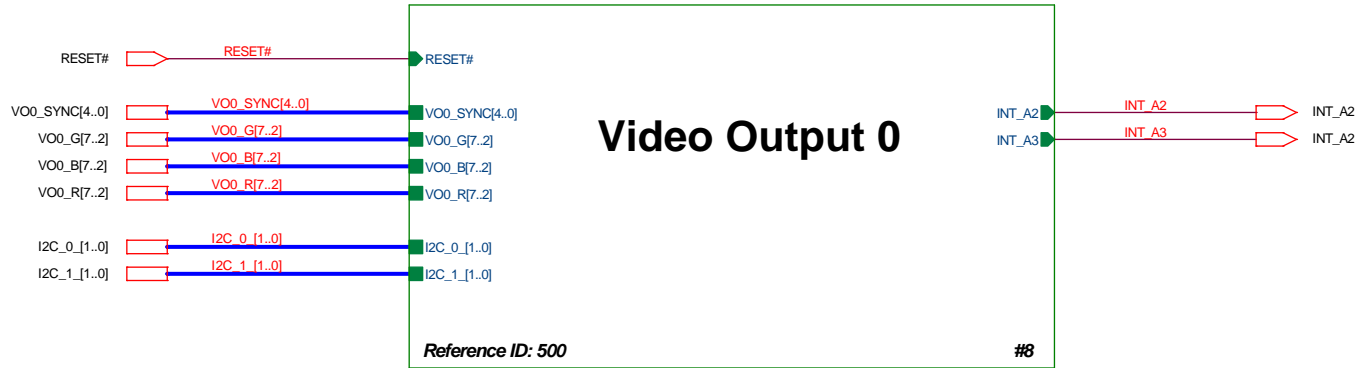 RESET# RESET# RESET#
VO0_SYNC[4..0] VO0_SYNC[4..0] VO0_SYNC[4..0] Video Output 0 INT_A2 INT_A2 INT_A2
VO0_G[7..2] VO0_G[7..2] VO0_G[7..2] INT_A3 INT_A3 INT_A2
VO0_B[7..2] VO0_B[7..2] VO0_B[7..2]
VO0_R[7..2] VO0_R[7..2] VO0_R[7..2]
I2C_0_[1..0] I2C_0_[1..0] I2C_0_[1..0]
I2C_1_[1..0] I2C_1_[1..0] I2C_1_[1..0]
Reference ID: 500 #8